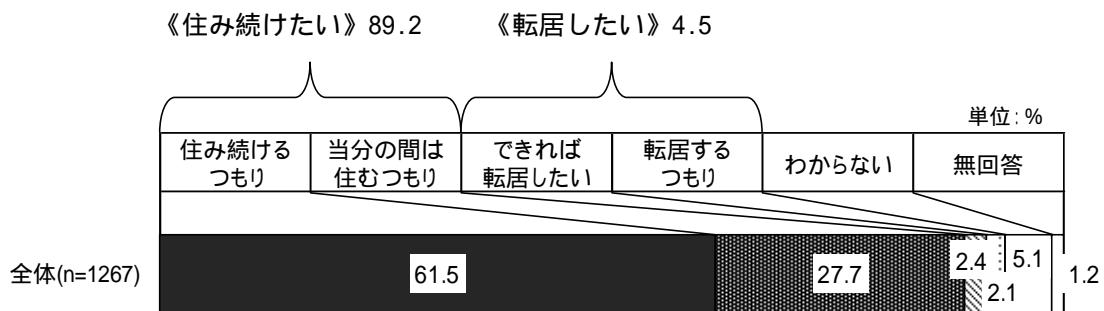 《住み続けたい》89.2 《転居したい》4.5
単位：%
住み続ける
つもり
当分の間は
住むつもり
できれば
転居したい
転居する
つもり
わからない
無回答
全体(n=1267)
61.5
27.7
2.4
2.1
5.1
1.2